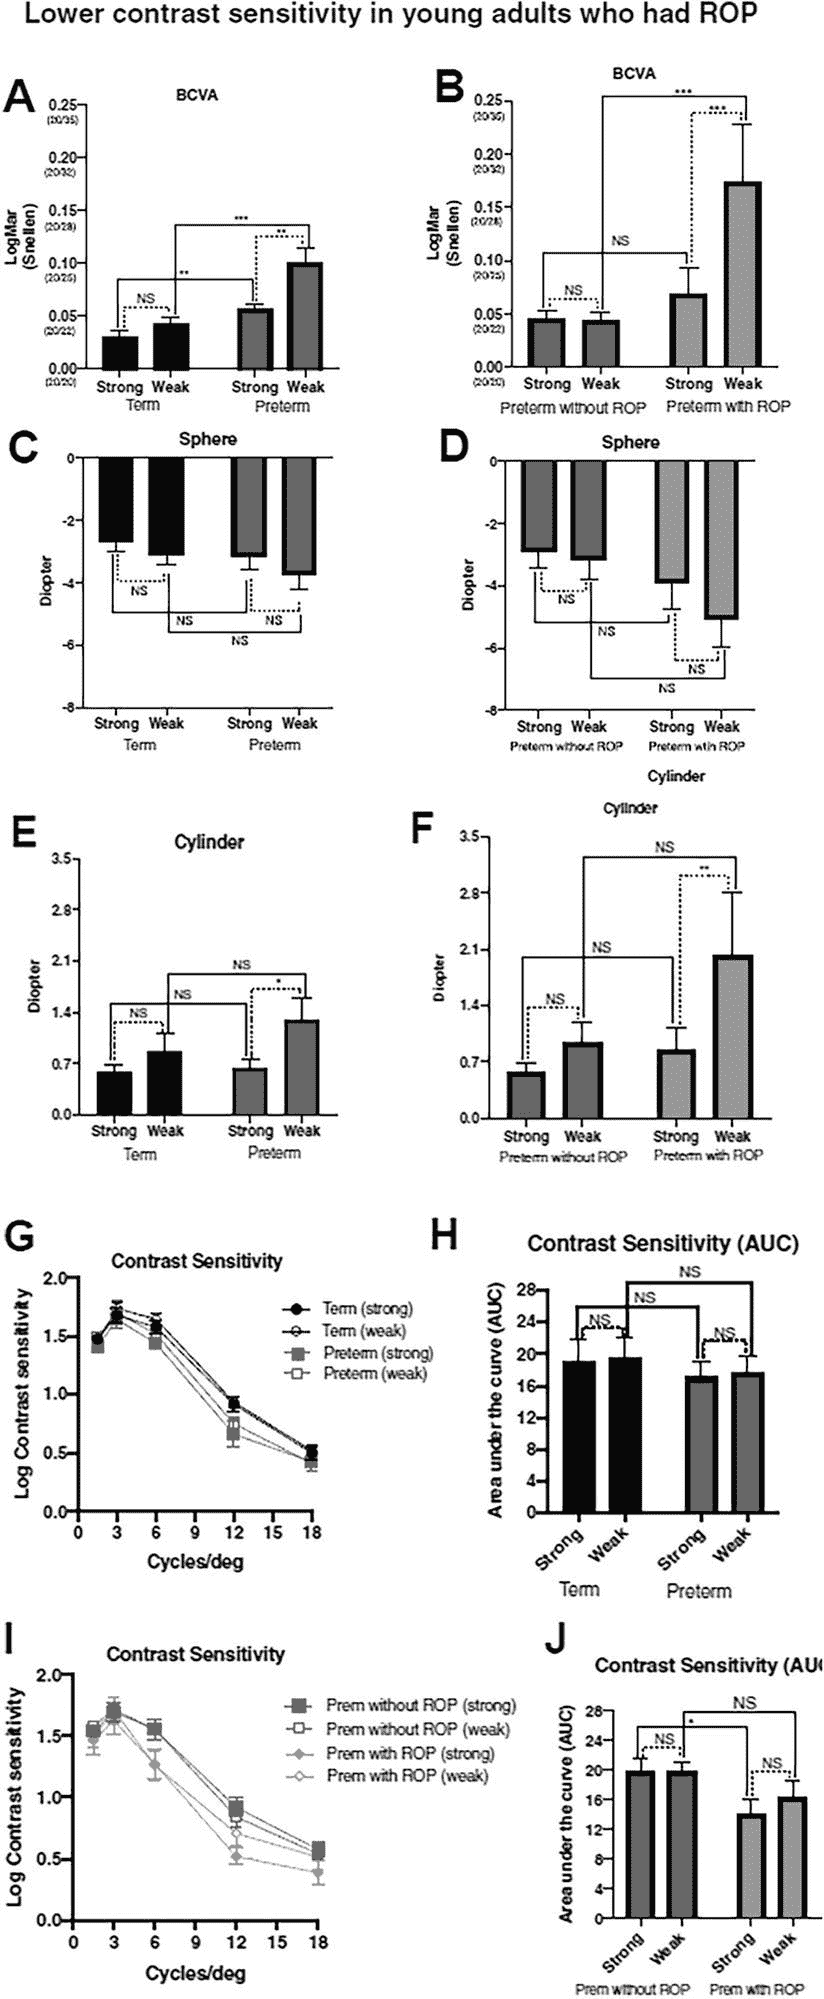 Lower contrast sensitivity in young adults who had ROP
A
BCVA
0.25
(20/35)
0.20
(20/32)
0.15
(20/28)
0.10
(20/25)
0.05
(20/22)
0.00
(20/20)
LogMar
(Snellen)
NS
**
***
**
Strong Weak Strong Weak
Term Preterm
B
BCVA
0.25
(20/35)
0.20
(20/32)
0.15
(20/28)
0.10
(20/25)
0.05
(20/22)
0.00
(20/20)
LogMar
(Snellen)
NS
NS
***
***
Strong Weak Strong Weak
Preterm without ROP Preterm with ROP
C
Sphere
0
-2
-4
-6
-8
Diopter
NS
NS
NS
NS
Strong Weak Strong Weak
Term Preterm
D
Sphere
0
-2
-4
-6
-8
Diopter
NS
NS
NS
NS
Strong Weak Strong Weak
Preterm without ROP Preterm with ROP
Cylinder
E
Cylinder
3.5
2.8
2.1
1.4
0.7
0.0
Diopter
NS
NS
NS
*
Strong Weak Strong Weak
Term Preterm
F
Cylinder
3.5
2.8
2.1
1.4
0.7
0.0
Diopter
NS
NS
NS
**
Strong Weak Strong Weak
Preterm without ROP Preterm with ROP
G
Contrast Sensitivity
2.0
1.5
1.0
0.5
0.0
Log Contrast sensitivity
Term (strong)
Term (weak)
Preterm (strong)
Preterm (weak)
0 3 6 9 12 15 18
Cycles/deg
H
Contrast Sensitivity (AUC)
28
24
20
16
12
8
4
0
Area under the curve (AUC)
NS
NS
NS
NS
Strong Weak Strong Weak
Term Preterm
I
Contrast Sensitivity
2.0
1.5
1.0
0.5
0.0
Log Contrast sensitivity
Prem without ROP (strong)
Prem without ROP (weak)
Prem with ROP (strong)
Prem with ROP (weak)
0 3 6 9 12 15 18
Cycles/deg
J
Contrast Sensitivity (AU
28
24
20
16
12
8
4
0
Area under the curve (AUC)
NS
*
NS
NS
Strong Weak Strong Weak
Prem without ROP Prem with ROP